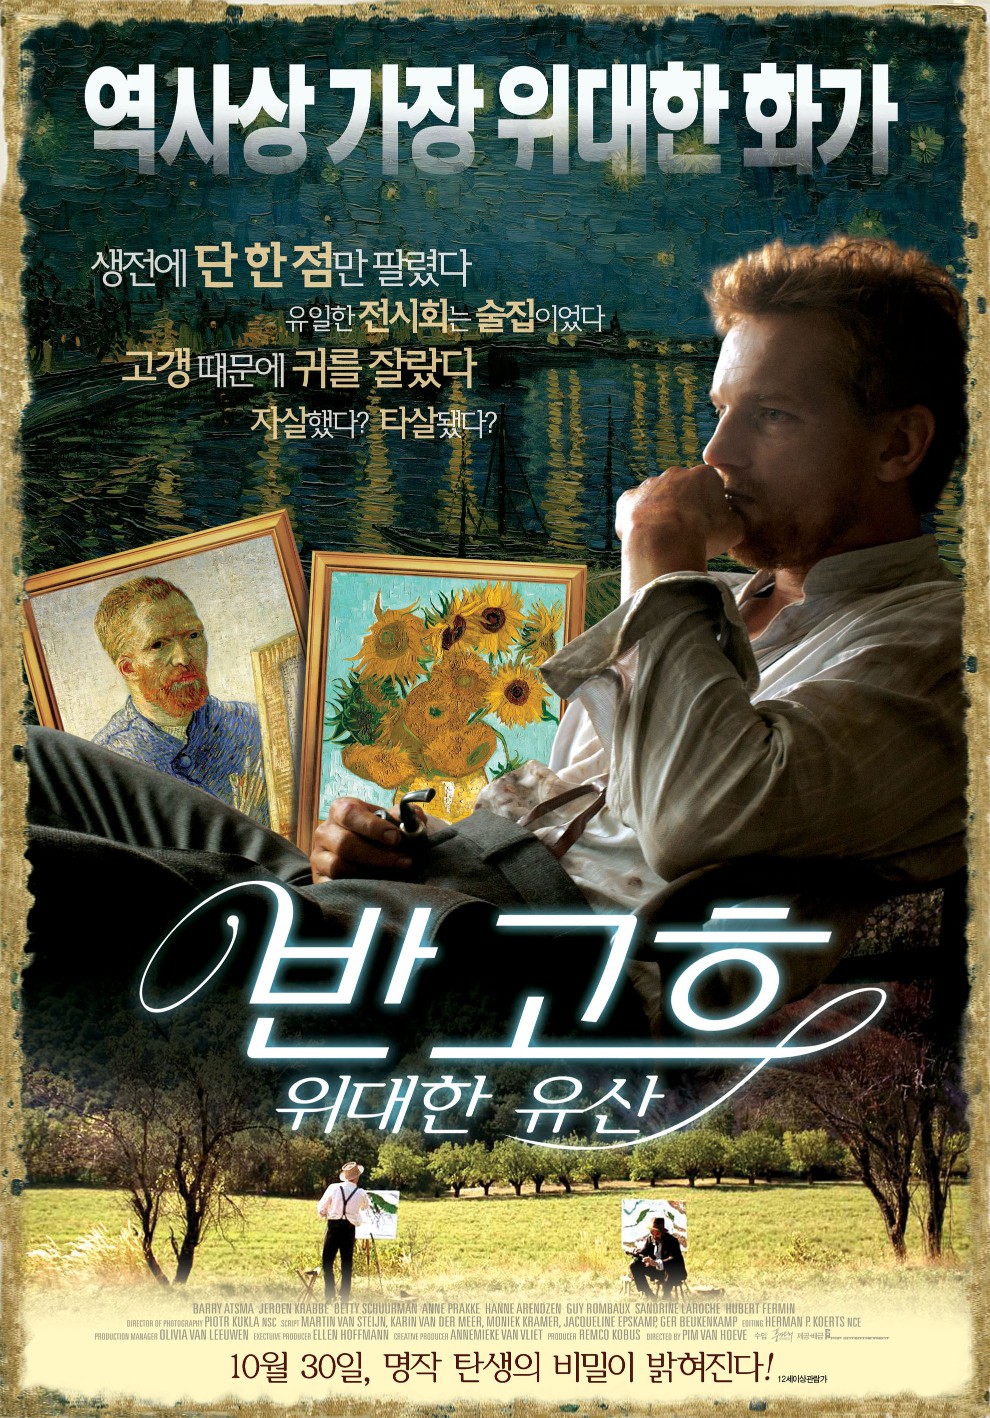 역사상 가장 위대한 화가
생전에 단 한 점만 팔렸다
유일한 전시회는 술집이었다
고갱 때문에 귀를 잘랐다
자살했다? 타살됐다?
반 고흐
위대한 유산
BARRY ATSMA JEROEN KRABBÉ BETTY SCHUURMAN ANNE PRAKKE HANNE ARENDZEN GUY ROMBAUX SANDRINE LAROCHE HUBERT FERMIN
DIRECTOR OF PHOTOGRAPHY PIOTR KUKLA NSC SCRIPT MARTIN VAN STEIJN, KARIN VAN DER MEER, MONIEK KRAMER, JACQUELINE EPSKAMP, GER BEUKENKAMP EDITING HERMAN P. KOERTS NCE
PRODUCTION MANAGER OLIVIA VAN LEEUWEN EXECTUIVE PRODUCER ELLEN HOFFMANN CREATIVE PRODUCER ANNEMIEKE VAN VLIET PRODUCER REMCO KOBUS DIRECTED BY PIM VAN HOEVE 수입 제공·배급
10월 30일, 명작 탄생의 비밀이 밝혀진다!
12세이상관람가